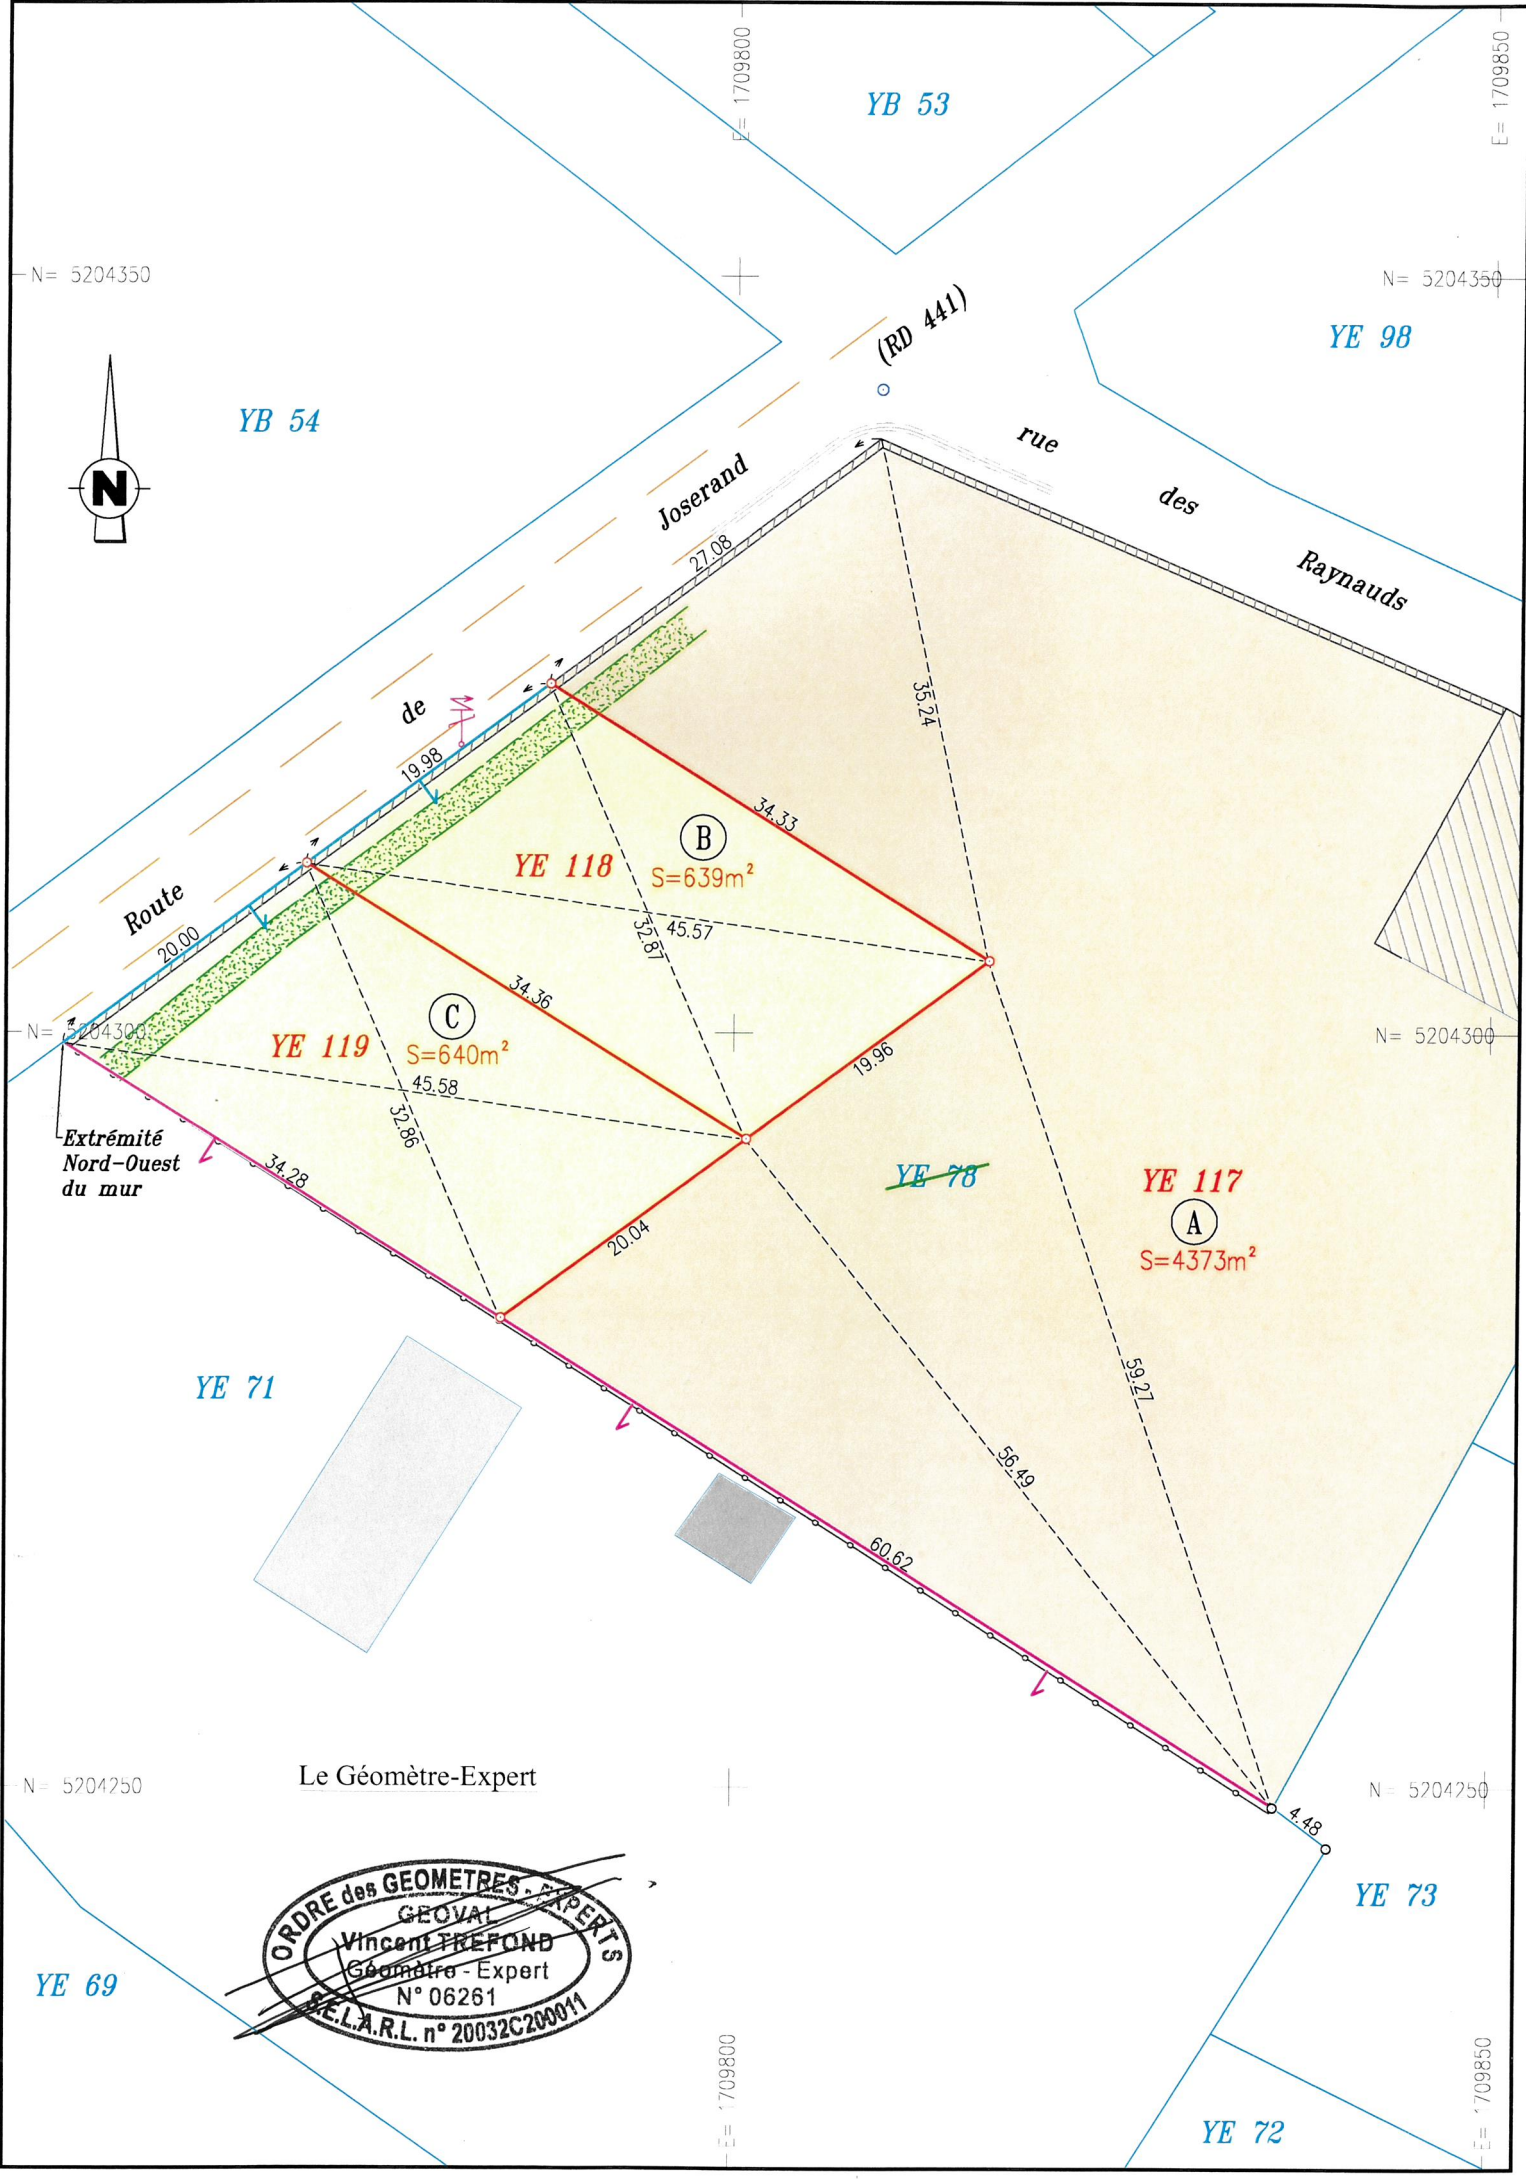 E= 1709800
E= 1709850
YB 53
N= 5204350
N= 5204350
(RD 441)
YE 98
YB 54
N
rue
des
Raynauds
Joserand
27.08
35.24
de
19.98
34.33
B
YE 118
S=639m²
Route
20.00
32.87
45.57
34.36
C
N= 5204300
YE 119
S=640m²
N= 5204300
45.58
32.86
19.96
Extrémité
Nord-Ouest
du mur
34.28
YE 78
YE 117
A
S=4373m²
20.04
YE 71
59.27
56.49
60.62
Le Géomètre-Expert
N= 5204250
N= 5204250
4.48
ORDRE des GEOMETRES - EXPERTS
GEOVAL
Vincent TREFOND
Géomètre - Expert
N° 06261
S.E.L.A.R.L. n° 20032C200011
YE 73
YE 69
E= 1709800
E= 1709850
YE 72